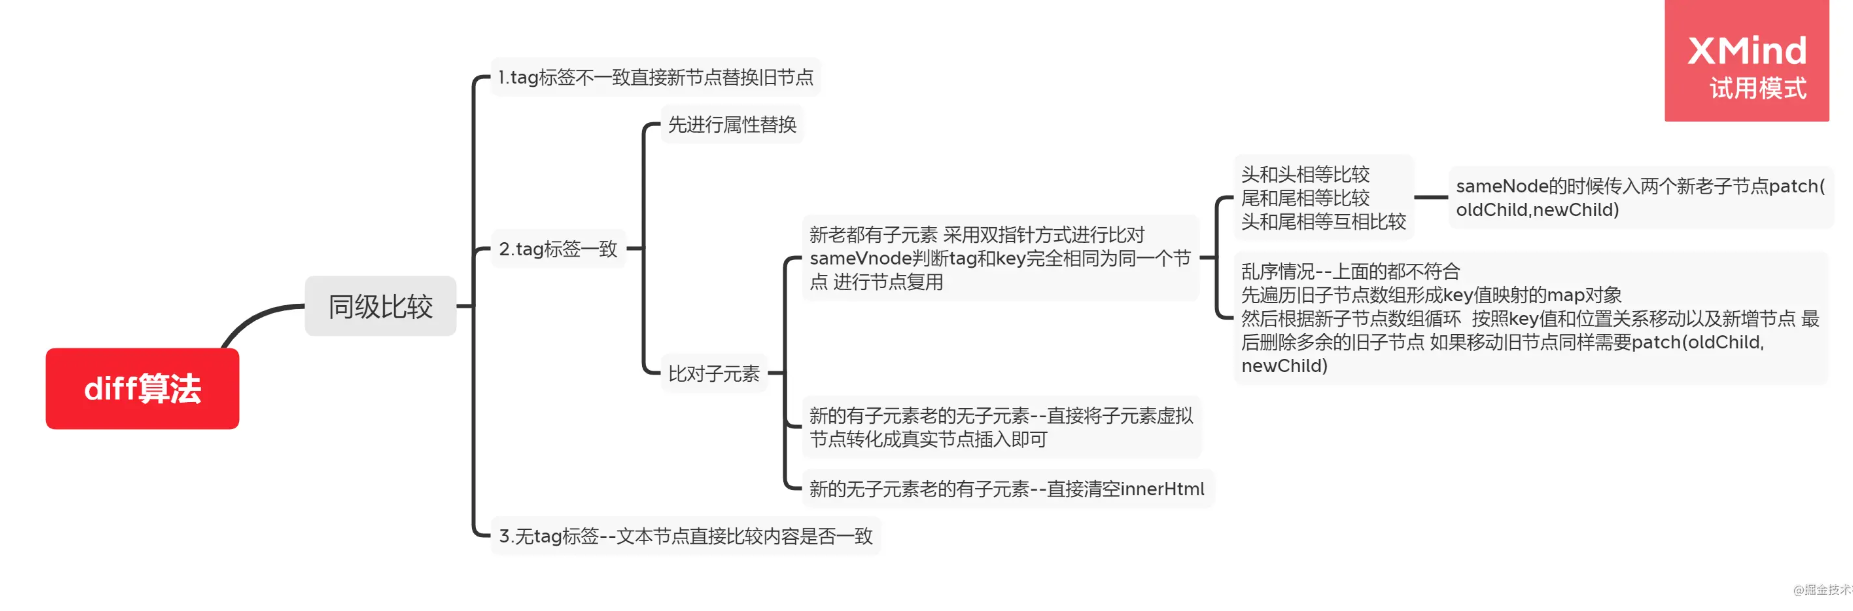 XMind
试用模式
diff算法
同级比较
1.tag标签不一致直接新节点替换旧节点
2.tag标签一致
先进行属性替换
比对子元素
新老都有子元素 采用双指针方式进行比对
sameVnode判断tag和key完全相同为同一个节
点 进行节点复用
头和头相等比较
尾和尾相等比较
头和尾相等互相比较
sameNode的时候传入两个新老子节点patch(
oldChild,newChild)
乱序情况--上面的都不符合
先遍历旧子节点数组形成key值映射的map对象
然后根据新子节点数组循环 按照key值和位置关系移动以及新增节点 最
后删除多余的旧子节点 如果移动旧节点同样需要patch(oldChild,
newChild)
新的有子元素老的无子元素--直接将子元素虚拟
节点转化成真实节点插入即可
新的无子元素老的有子元素--直接清空innerHtml
3.无tag标签--文本节点直接比较内容是否一致
@掘金技术